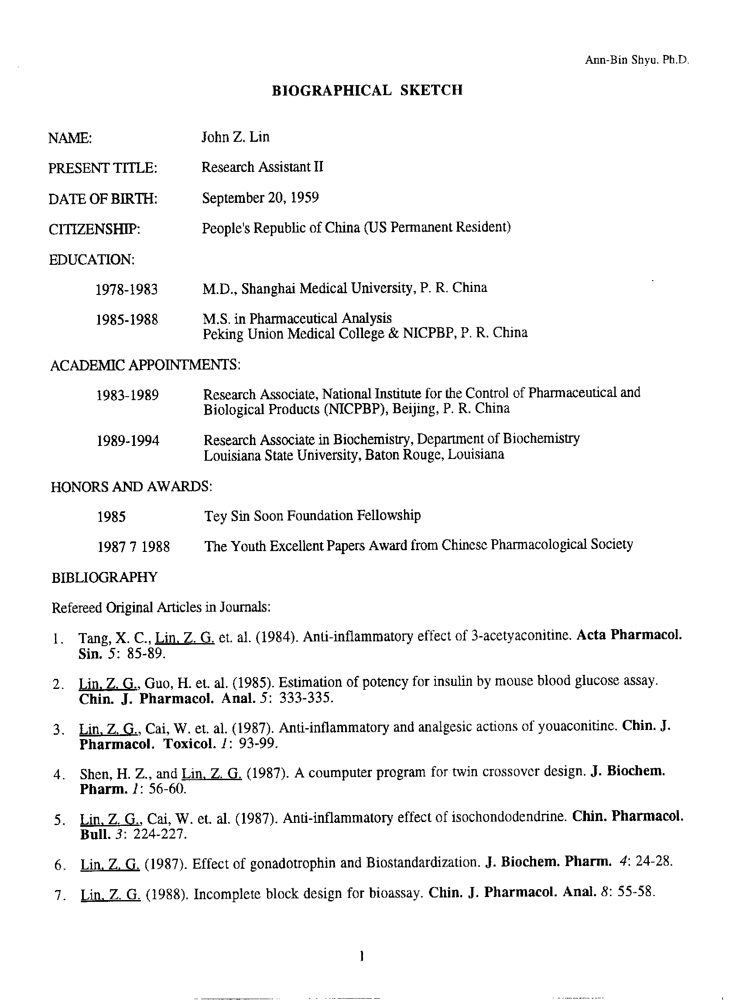 Ann-Bin Shyu, Ph.D.
BIOGRAPHICAL SKETCH
NAME: John Z. Lin
PRESENT TITLE: Research Assistant II
DATE OF BIRTH: September 20, 1959
CITIZENSHIP: People's Republic of China (US Permanent Resident)
EDUCATION:
1978-1983 M.D., Shanghai Medical University, P. R. China
1985-1988 M.S. in Pharmaceutical Analysis
Peking Union Medical College & NICPBP, P. R. China
ACADEMIC APPOINTMENTS:
1983-1989 Research Associate, National Institute for the Control of Pharmaceutical and
Biological Products (NICPBP), Beijing, P. R. China
1989-1994 Research Associate in Biochemistry, Department of Biochemistry
Louisiana State University, Baton Rouge, Louisiana
HONORS AND AWARDS:
1985 Tey Sin Soon Foundation Fellowship
1987 7 1988 The Youth Excellent Papers Award from Chinese Pharmacological Society
BIBLIOGRAPHY
Refereed Original Articles in Journals:
1. Tang, X. C., Lin, Z. G. et. al. (1984). Anti-inflammatory effect of 3-acetyaconitine. Acta Pharmacol.
Sin. 5: 85-89.
2. Lin, Z. G., Guo, H. et. al. (1985). Estimation of potency for insulin by mouse blood glucose assay.
Chin. J. Pharmacol. Anal. 5: 333-335.
3. Lin, Z. G., Cai, W. et. al. (1987). Anti-inflammatory and analgesic actions of youaconitine. Chin. J.
Pharmacol. Toxicol. 1: 93-99.
4. Shen, H. Z., and Lin, Z. G. (1987). A coumputer program for twin crossover design. J. Biochem.
Pharm. 1: 56-60.
5. Lin, Z. G., Cai, W. et. al. (1987). Anti-inflammatory effect of isochondodendrine. Chin. Pharmacol.
Bull. 3: 224-227.
6. Lin, Z. G. (1987). Effect of gonadotrophin and Biostandardization. J. Biochem. Pharm. 4: 24-28.
7. Lin, Z. G. (1988). Incomplete block design for bioassay. Chin. J. Pharmacol. Anal. 8: 55-58.
1